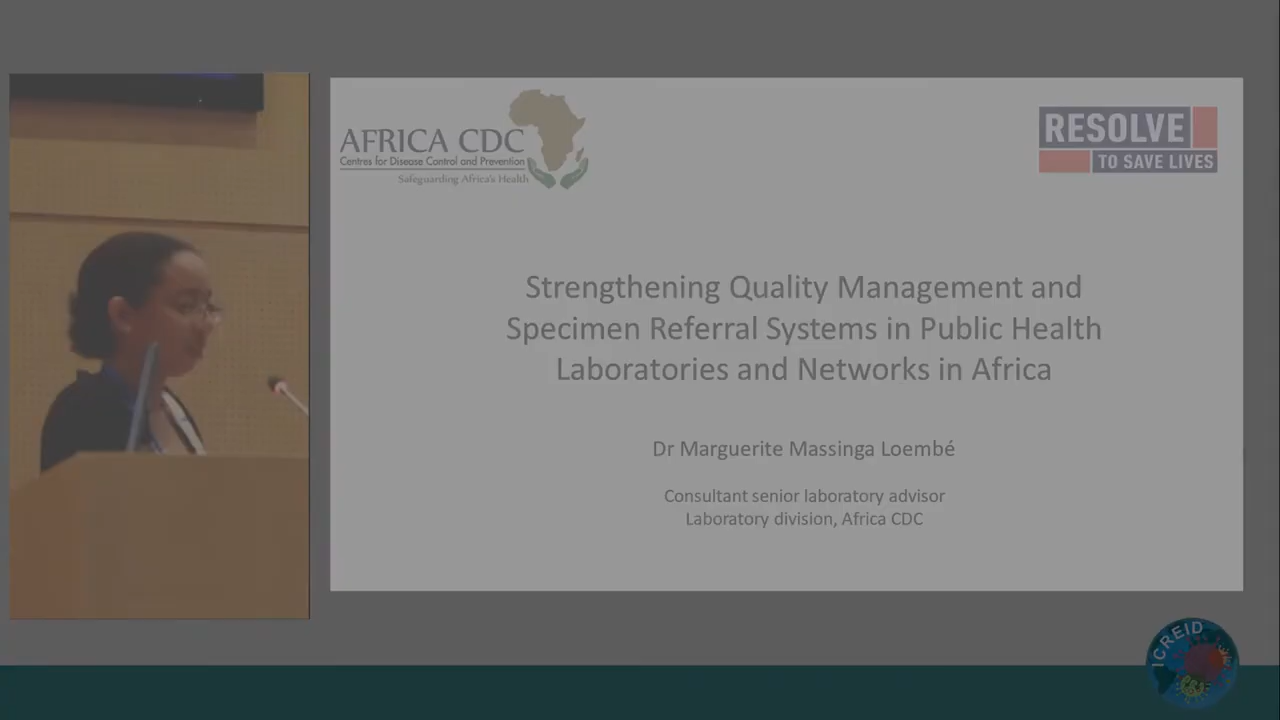 AFRICA CDC
Centres for Disease Control and Prevention
Safeguarding Africa's Health
RESOLVE
TO SAVE LIVES
Strengthening Quality Management and
Specimen Referral Systems in Public Health
Laboratories and Networks in Africa
Dr Marguerite Massinga Loembé
Consultant senior laboratory advisor
Laboratory division, Africa CDC
ICREID